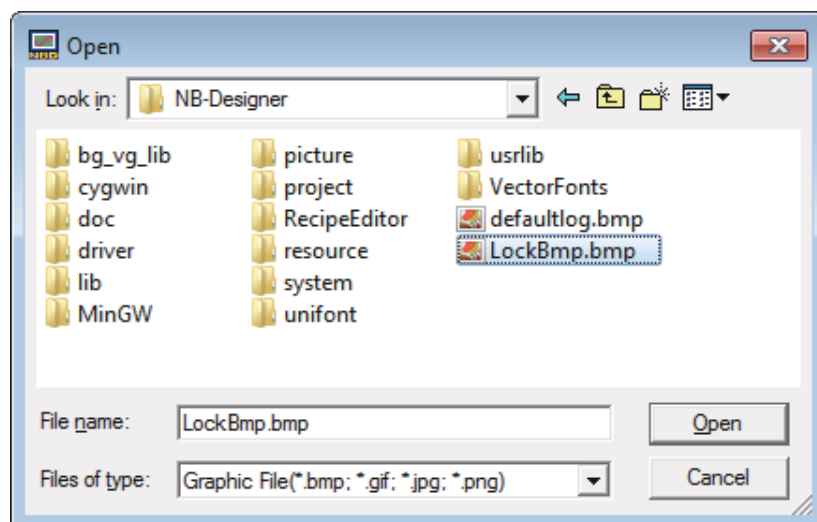 Open
Look in: NB-Designer
bg_vg_lib picture usrlib
cygwin project VectorFonts
doc RecipeEditor defaultlog.bmp
driver resource LockBmp.bmp
lib system
MinGW unifont
File name: LockBmp.bmp Open
Files of type: Graphic File(*.bmp; *.gif; *.jpg; *.png) Cancel